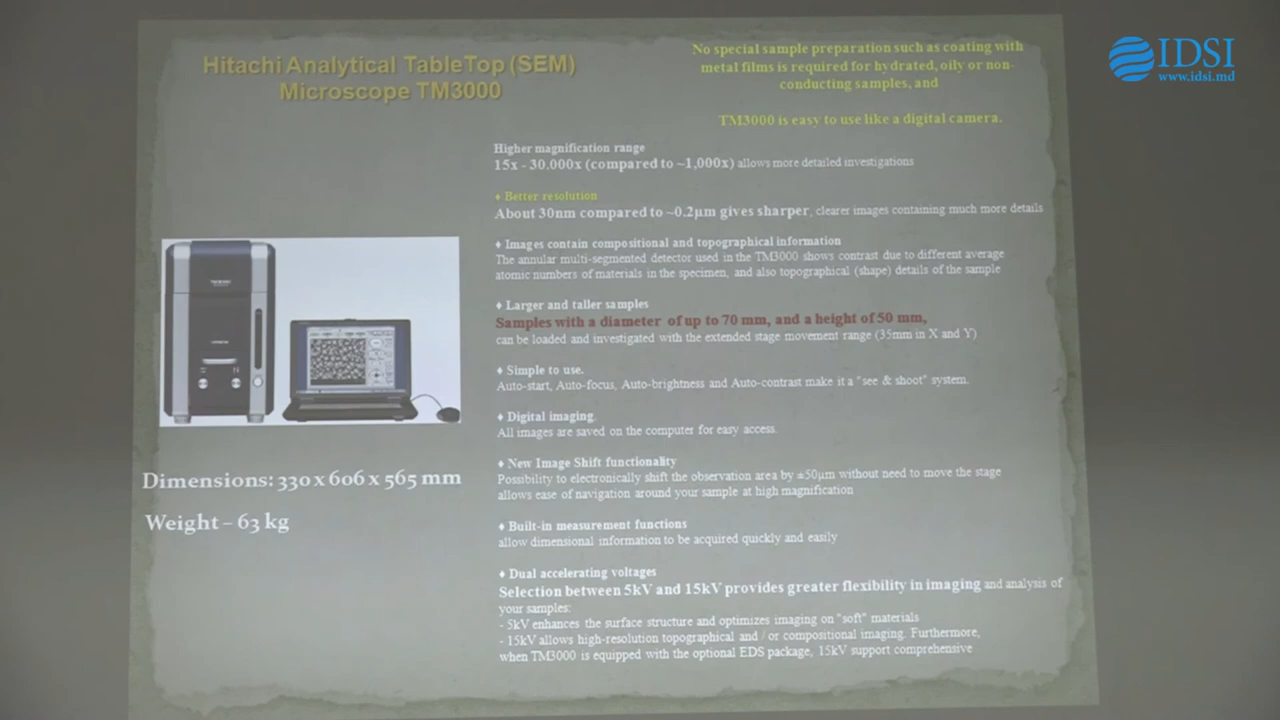 Hitachi Analytical TableTop (SEM)
Microscope TM3000
No special sample preparation such as coating with
metal films is required for hydrated, oily or non-
conducting samples, and
TM3000 is easy to use like a digital camera.
IDSI
www.idsi.md
Higher magnification range
15x - 30.000x (compared to ~1,000x) allows more detailed investigations
♦ Better resolution
About 30nm compared to ~0.2µm gives sharper, clearer images containing much more details
♦ Images contain compositional and topographical information
The annular multi-segmented detector used in the TM3000 shows contrast due to different average
atomic numbers of materials in the specimen, and also topographical (shape) details of the sample
♦ Larger and taller samples
Samples with a diameter of up to 70 mm, and a height of 50 mm,
can be loaded and investigated with the extended stage movement range (35mm in X and Y)
♦ Simple to use.
Auto-start, Auto-focus, Auto-brightness and Auto-contrast make it a "see & shoot" system.
♦ Digital imaging.
All images are saved on the computer for easy access.
♦ New Image Shift functionality
Possibility to electronically shift the observation area by ±50µm without need to move the stage
allows ease of navigation around your sample at high magnification
♦ Built-in measurement functions
allow dimensional information to be acquired quickly and easily
♦ Dual accelerating voltages
Selection between 5kV and 15kV provides greater flexibility in imaging and analysis of
your samples:
- 5kV enhances the surface structure and optimizes imaging on "soft" materials
- 15kV allows high-resolution topographical and / or compositional imaging. Furthermore,
when TM3000 is equipped with the optional EDS package, 15kV support comprehensive
Dimensions: 330 x 606 x 565 mm
Weight – 63 kg